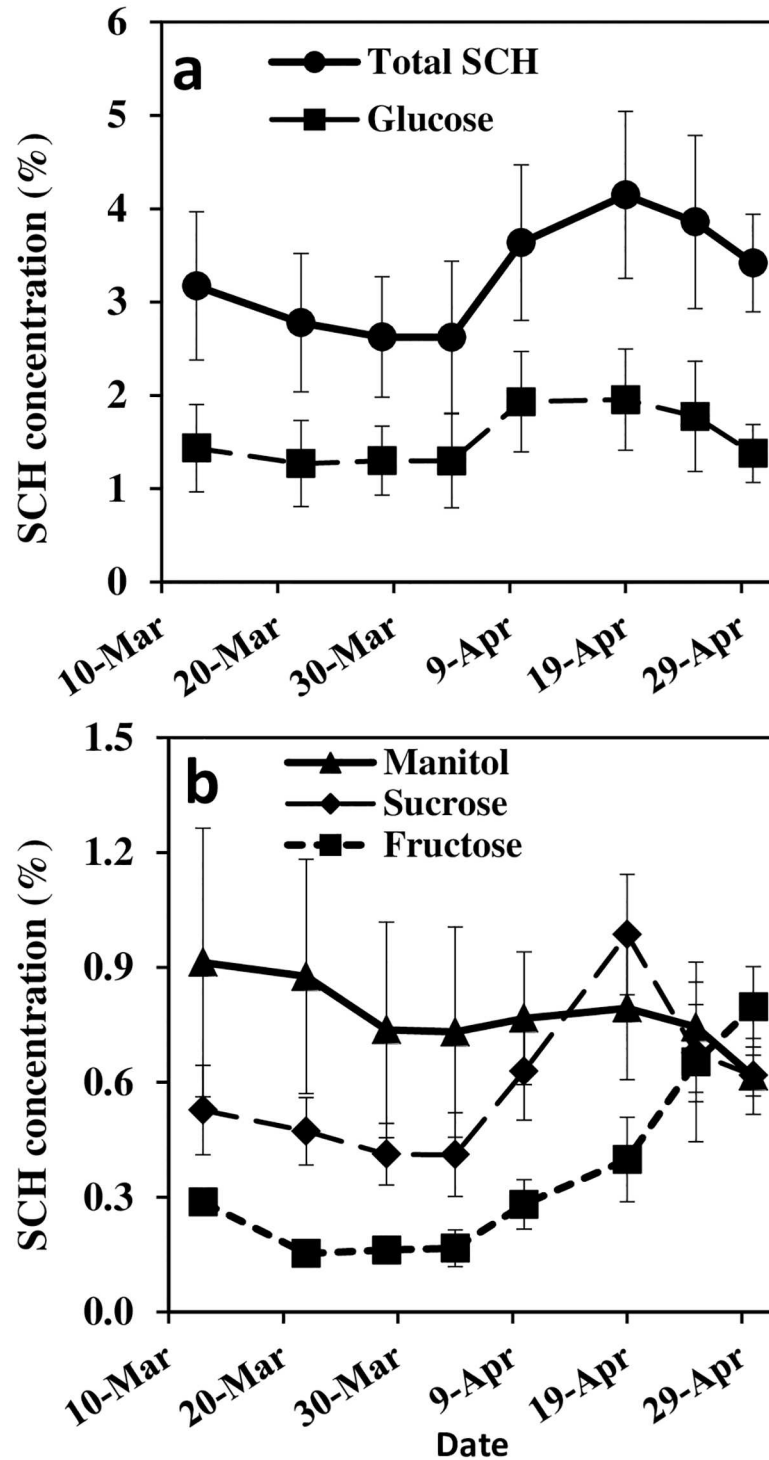 a
Total SCH
Glucose
SCH concentration (%)
6
5
4
3
2
1
0
10-Mar
20-Mar
30-Mar
9-Apr
19-Apr
29-Apr
b
Manitol
Sucrose
Fructose
SCH concentration (%)
1.5
1.2
0.9
0.6
0.3
0.0
10-Mar
20-Mar
30-Mar
9-Apr
19-Apr
29-Apr
Date